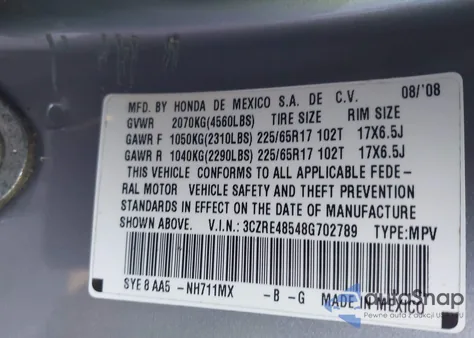 MFD. BY HONDA DE MEXICO S.A. DE C.V. 08/'08
GVWR 2070KG(4560LBS) TIRE SIZE RIM SIZE
GAWR F 1050KG(2310LBS) 225/65R17 102T 17X6.5J
GAWR R 1040KG(2290LBS) 225/65R17 102T 17X6.5J
THIS VEHICLE CONFORMS TO ALL APPLICABLE FEDE-
RAL MOTOR VEHICLE SAFETY AND THEFT PREVENTION
STANDARDS IN EFFECT ON THE DATE OF MANUFACTURE
SHOWN ABOVE. V.I.N.: 3CZRE48548G702789 TYPE:MPV
SYE 8 AA5 -NH711MX -B -G MADE IN MEXICO
autoSnap
Pewne auta z aukcji U